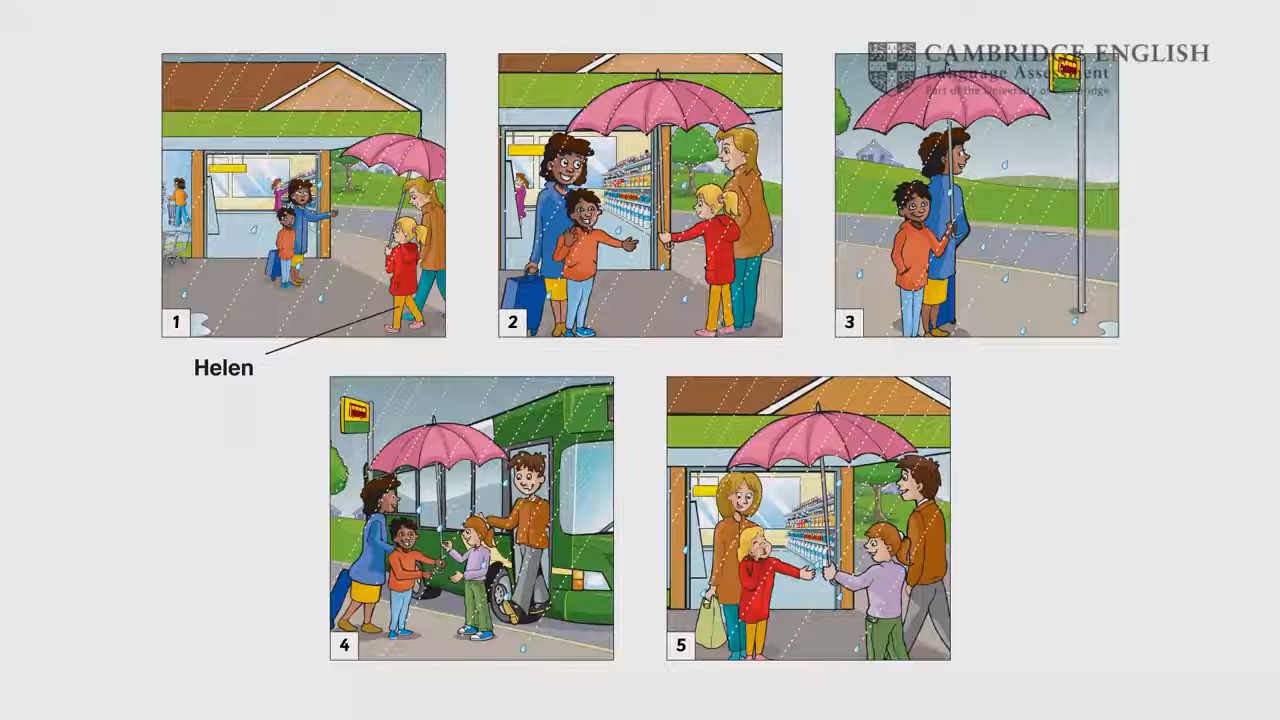 CAMBRIDGE ENGLISH
Language Assessment
Part of the University of Cambridge
1
2
3
Helen
4
5